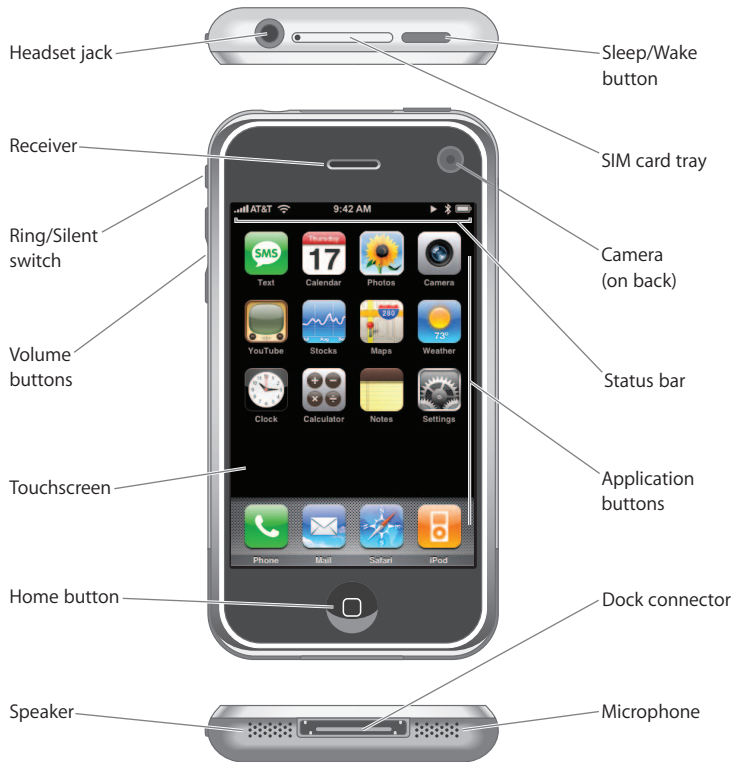 Headset jack
Sleep/Wake
button
Receiver
SIM card tray
Ring/Silent
switch
Camera
(on back)
Volume
buttons
Status bar
Touchscreen
Application
buttons
Home button
Dock connector
Speaker
Microphone
AT&T 9:42 AM
SMS
Thursday
17
Text Calendar Photos Camera
280
73°
YouTube Stocks Maps Weather
Clock Calculator Notes Settings
Phone Mail Safari iPod